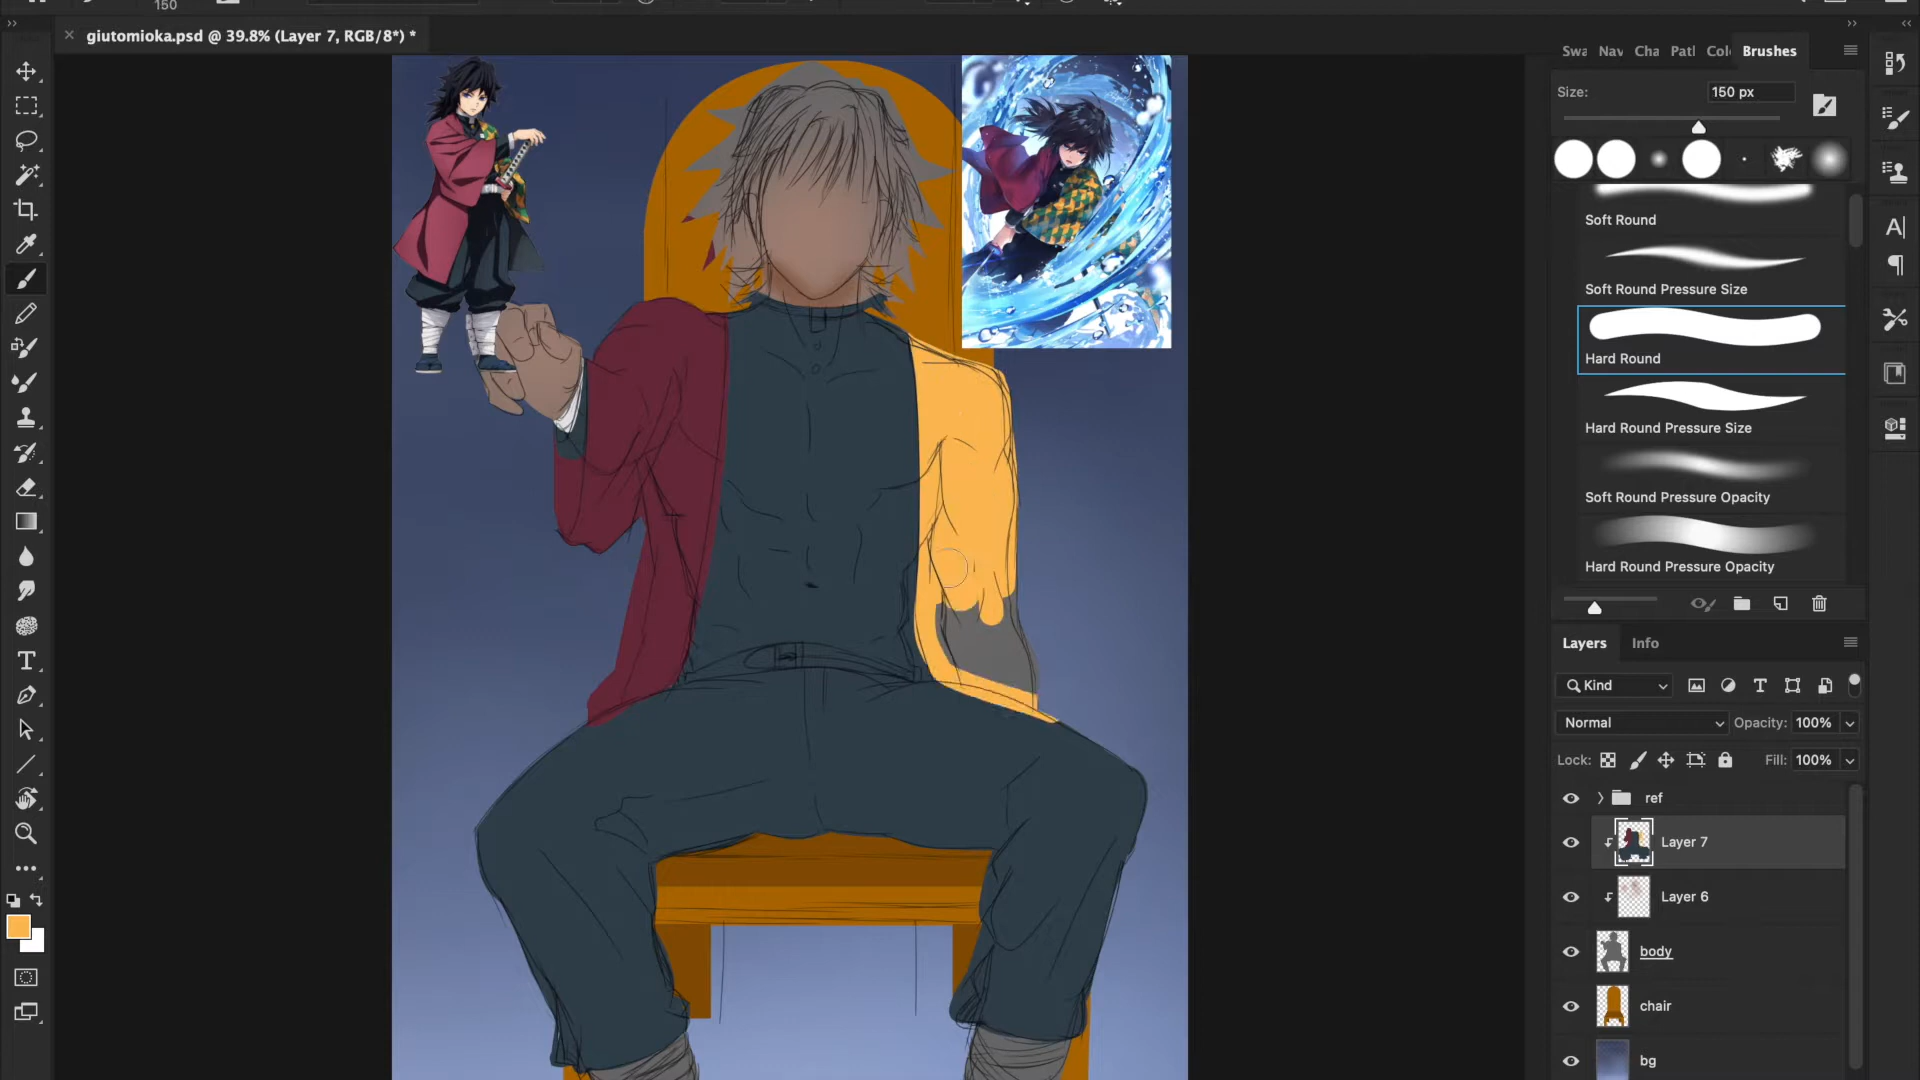 150
giutomioka.psd @ 39.8% (Layer 7, RGB/8*) *
Swa Nav Cha Patl Colo Brushes
Size: 150 px
Soft Round
Soft Round Pressure Size
Hard Round
Hard Round Pressure Size
Soft Round Pressure Opacity
Hard Round Pressure Opacity
Layers Info
Kind
Normal Opacity: 100%
Lock: Fill: 100%
ref
Layer 7
Layer 6
body
chair
bg